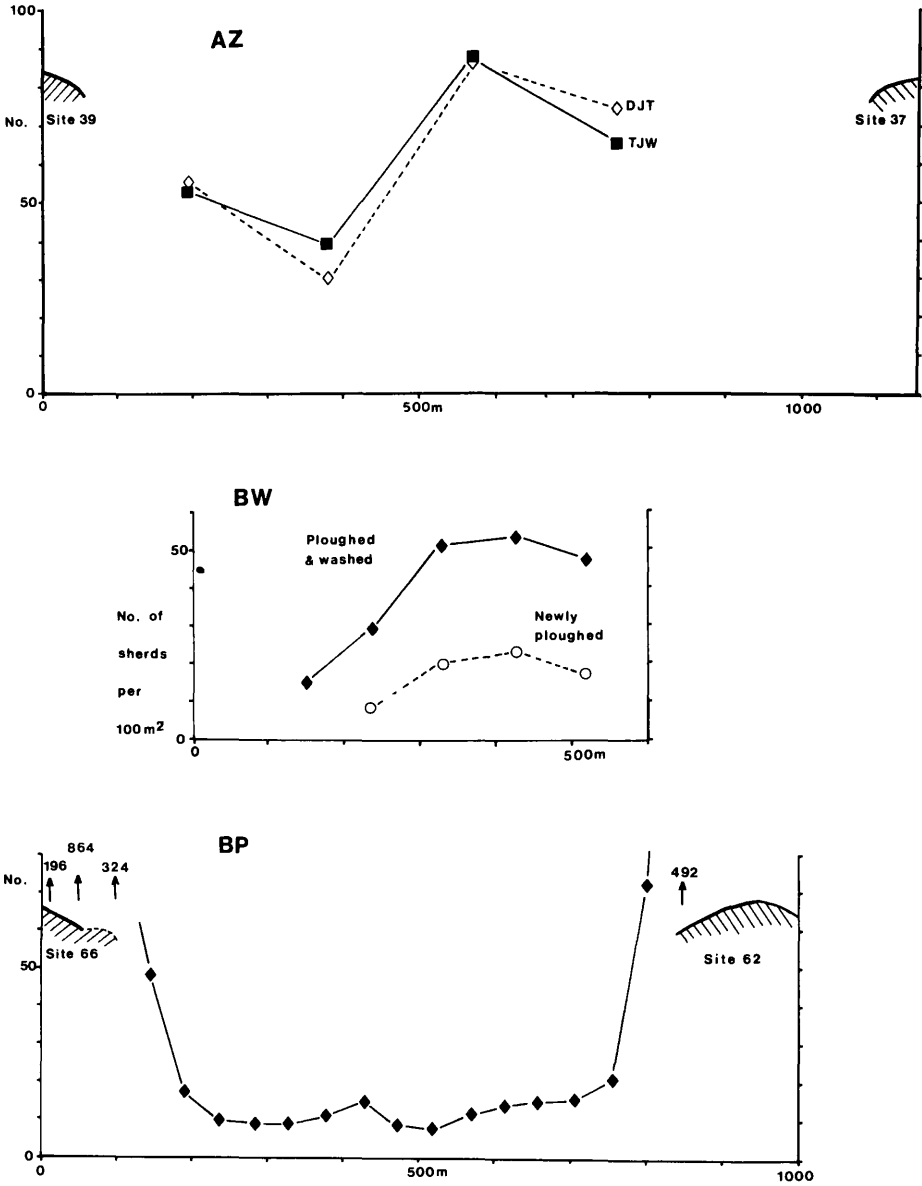 100
AZ
No.
Site 39
Site 37
DJT
TJW
50
0
0
500m
1000
BW
50
Ploughed
& washed
No. of
sherds
per
100m2
Newly
ploughed
0
0
500m
BP
No.
196
864
324
492
Site 66
Site 62
50
0
0
500m
1000